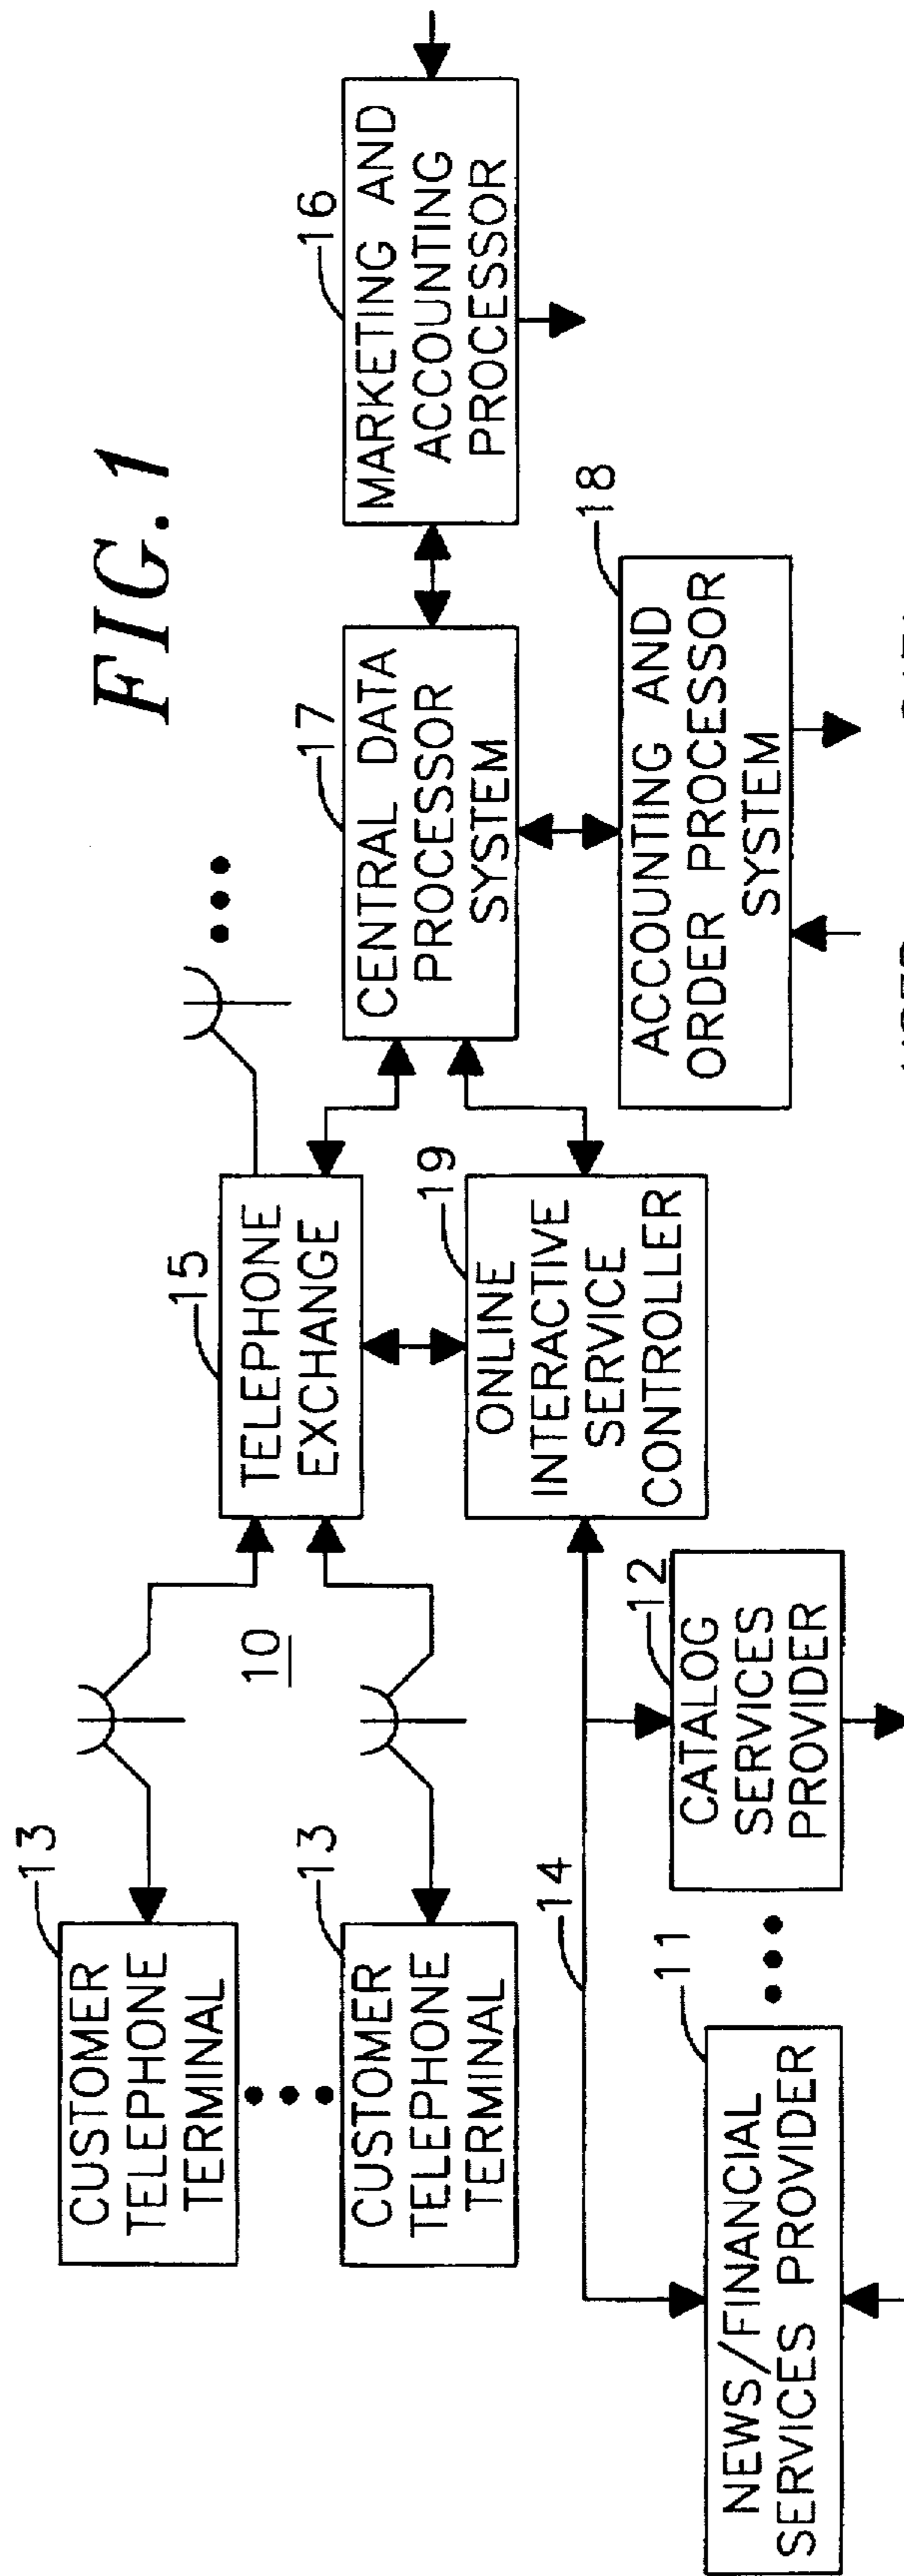 FIG. 1
13
CUSTOMER
TELEPHONE
TERMINAL
13
CUSTOMER
TELEPHONE
TERMINAL
10
15
TELEPHONE
EXCHANGE
17
CENTRAL DATA
PROCESSOR
SYSTEM
16
MARKETING AND
ACCOUNTING
PROCESSOR
19
ONLINE
INTERACTIVE
SERVICE
CONTROLLER
18
ACCOUNTING AND
ORDER PROCESSOR
SYSTEM
14
11
NEWS/FINANCIAL
SERVICES PROVIDER
12
CATALOG
SERVICES
PROVIDER